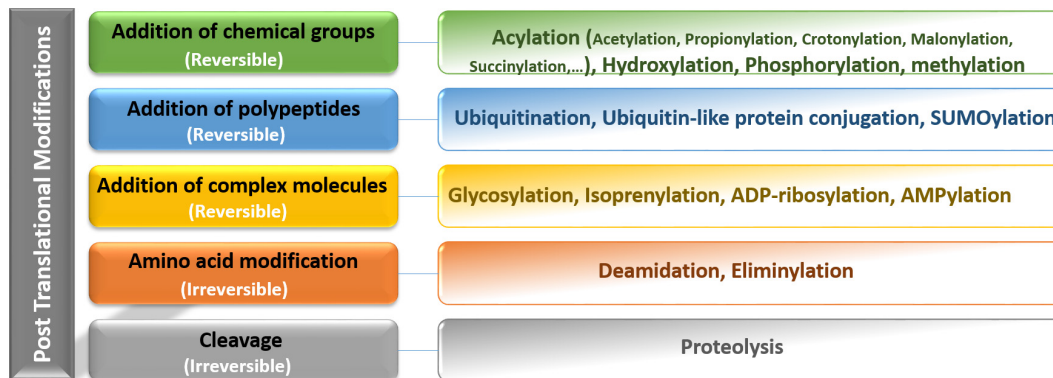 Post Translational Modifications
Addition of chemical groups
(Reversible)
Acylation (Acetylation, Propionylation, Crotonylation, Malonylation,
Succinylation,...), Hydroxylation, Phosphorylation, methylation
Addition of polypeptides
(Reversible)
Ubiquitination, Ubiquitin-like protein conjugation, SUMOylation
Addition of complex molecules
(Reversible)
Glycosylation, Isoprenylation, ADP-ribosylation, AMPylation
Amino acid modification
(Irreversible)
Deamidation, Eliminylation
Cleavage
(Irreversible)
Proteolysis